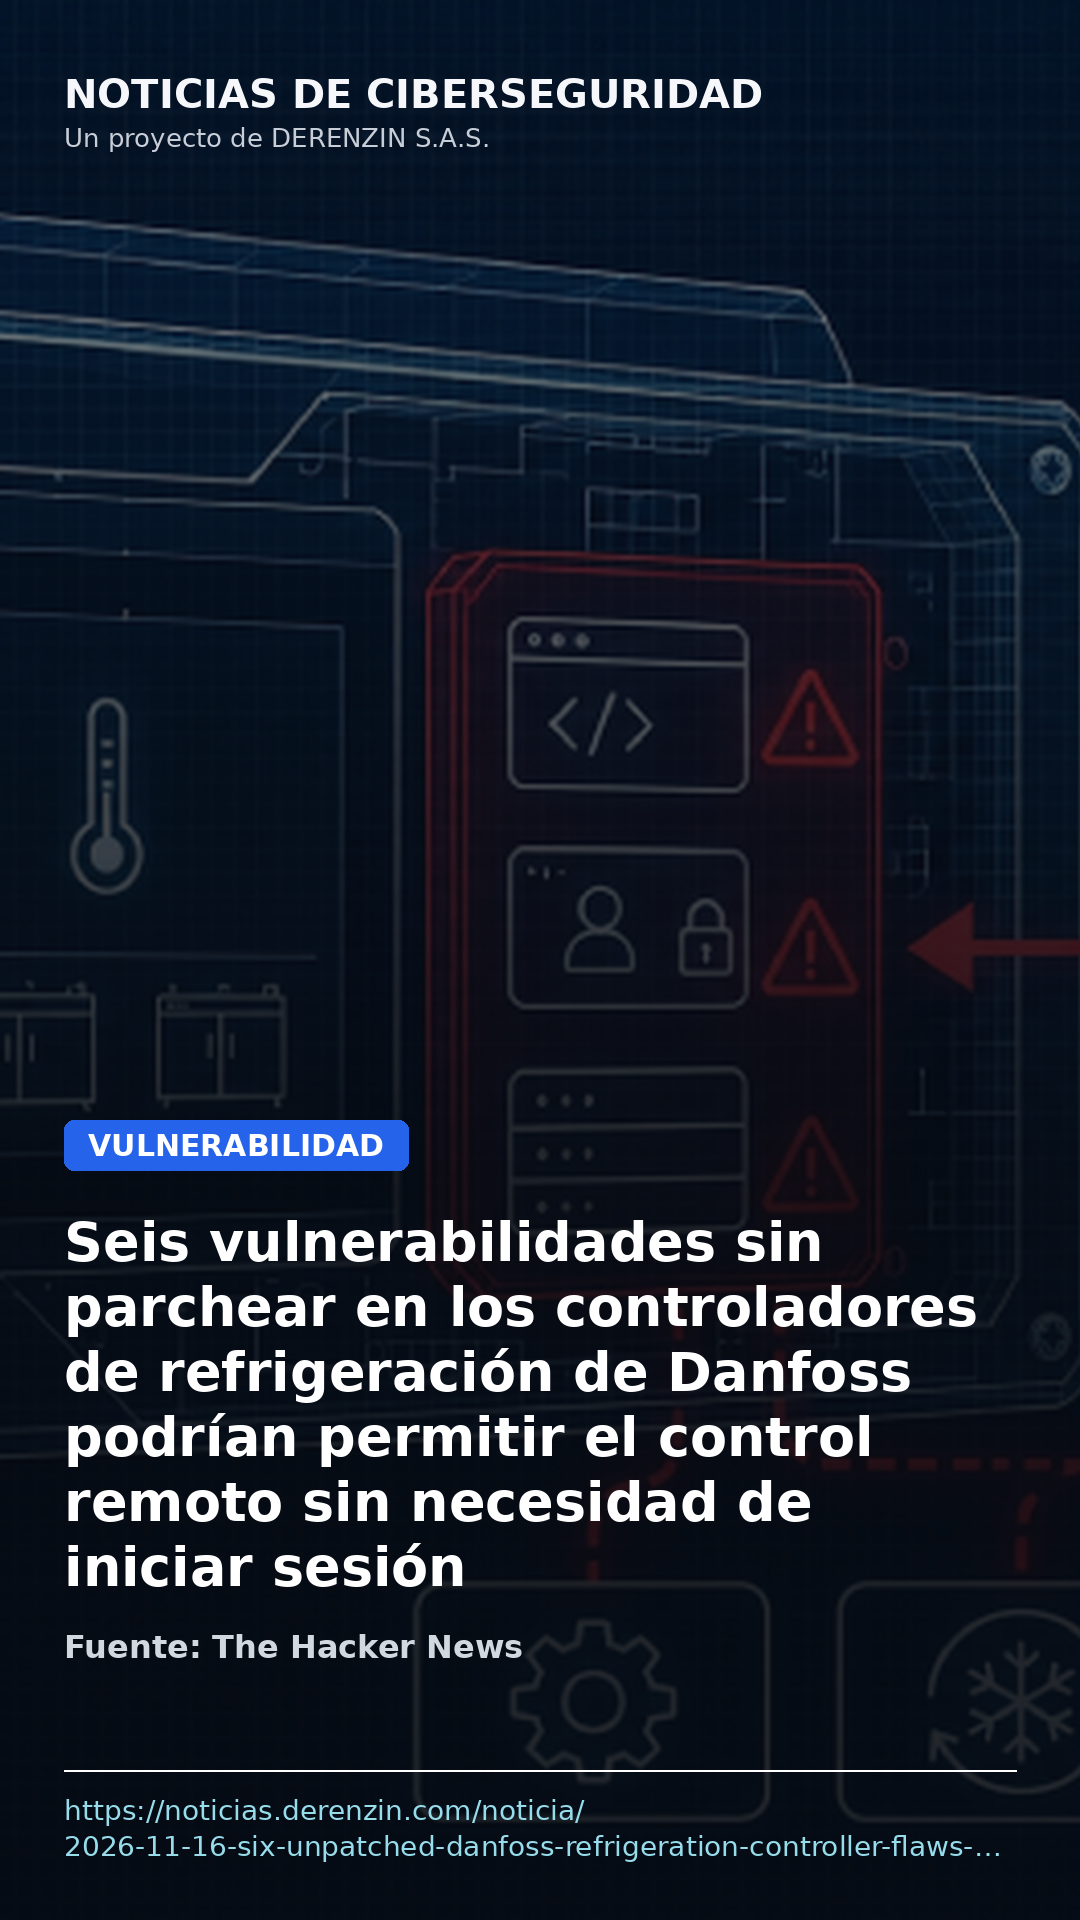 NOTICIAS DE CIBERSEGURIDAD
Un proyecto de DERENZIN S.A.S.
VULNERABILIDAD
Seis vulnerabilidades sin
parchear en los controladores
de refrigeración de Danfoss
podrían permitir el control
remoto sin necesidad de
iniciar sesión
Fuente: The Hacker News
https://noticias.derenzin.com/noticia/
2026-11-16-six-unpatched-danfoss-refrigeration-controller-flaws-...